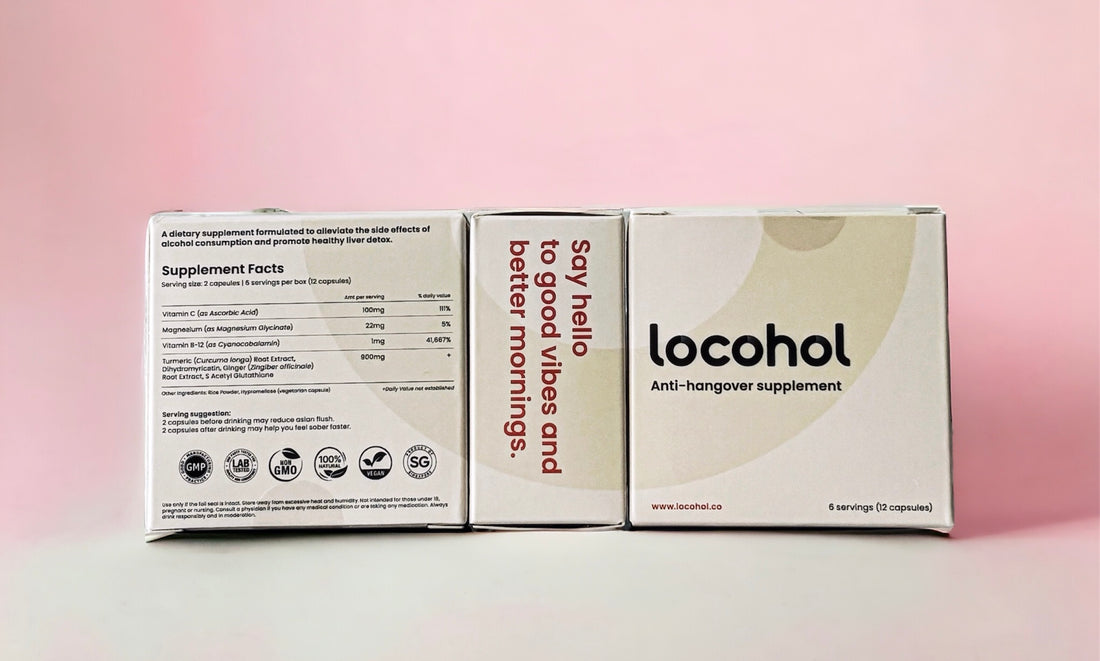 A dietary supplement formulated to alleviate the side effects of
alcohol consumption and promote healthy liver detox.
Supplement Facts
Serving size: 2 capsules | 6 servings per box (12 capsules)
Amt per serving % daily value
Vitamin C (as Ascorbic Acid) 100mg 111%
Magnesium (as Magnesium Glycinate) 22mg 5%
Vitamin B-12 (as Cyanocobalamin) 1mg 41,667%
Turmeric (Curcuma longa) Root Extract, 900mg +
Dihydromyricatin, Ginger (Zingiber officinale)
Root Extract, S Acetyl Glutathione
Other Ingredients: Rice Powder, Hypromellose (vegetarian capsule) +Daily Value not established
Serving suggestion:
2 capsules before drinking may reduce asian flush.
2 capsules after drinking may help you feel sober faster.
GMP
LAB
TESTED
NON
GMO
100%
NATURAL
VEGAN
SG
Use only if the foil seal is intact. Store away from excessive heat and humidity. Not intended for those under 18,
pregnant or nursing. Consult a physician if you have any medical condition or are taking any medication. Always
drink responsibly and in moderation.
Say hello
to good vibes and
better mornings.
locohol
Anti-hangover supplement
www.locohol.co
6 servings (12 capsules)